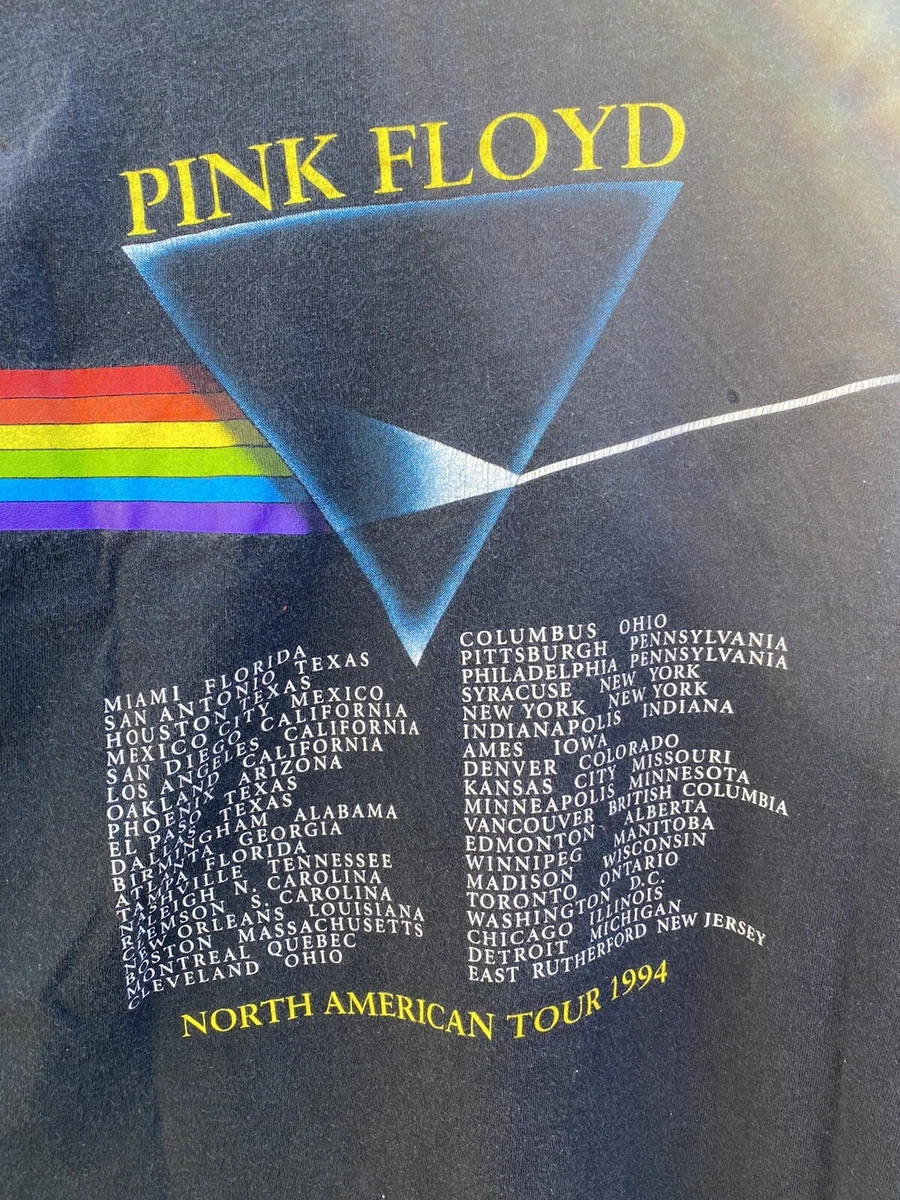 PINK FLOYD
MIAMI FLORIDA
SAN ANTONIO TEXAS
HOUSTON TEXAS
MEXICO CITY MEXICO
SAN DIEGO CALIFORNIA
LOS ANGELES CALIFORNIA
OAKLAND CALIFORNIA
PHOENIX ARIZONA
EL PASO TEXAS
DALLAS TEXAS
BIRMINGHAM ALABAMA
ATLANTA GEORGIA
TAMPA FLORIDA
NASHVILLE TENNESSEE
RALEIGH N. CAROLINA
CLEMSON S. CAROLINA
NEW ORLEANS LOUISIANA
BOSTON MASSACHUSETTS
MONTREAL QUEBEC
CLEVELAND OHIO
COLUMBUS OHIO
PITTSBURGH PENNSYLVANIA
PHILADELPHIA PENNSYLVANIA
SYRACUSE NEW YORK
NEW YORK NEW YORK
INDIANAPOLIS INDIANA
AMES IOWA
DENVER COLORADO
KANSAS CITY MISSOURI
MINNEAPOLIS MINNESOTA
VANCOUVER BRITISH COLUMBIA
EDMONTON ALBERTA
WINNIPEG MANITOBA
MADISON WISCONSIN
TORONTO ONTARIO
WASHINGTON D.C.
CHICAGO ILLINOIS
DETROIT MICHIGAN
EAST RUTHERFORD NEW JERSEY
NORTH AMERICAN TOUR 1994